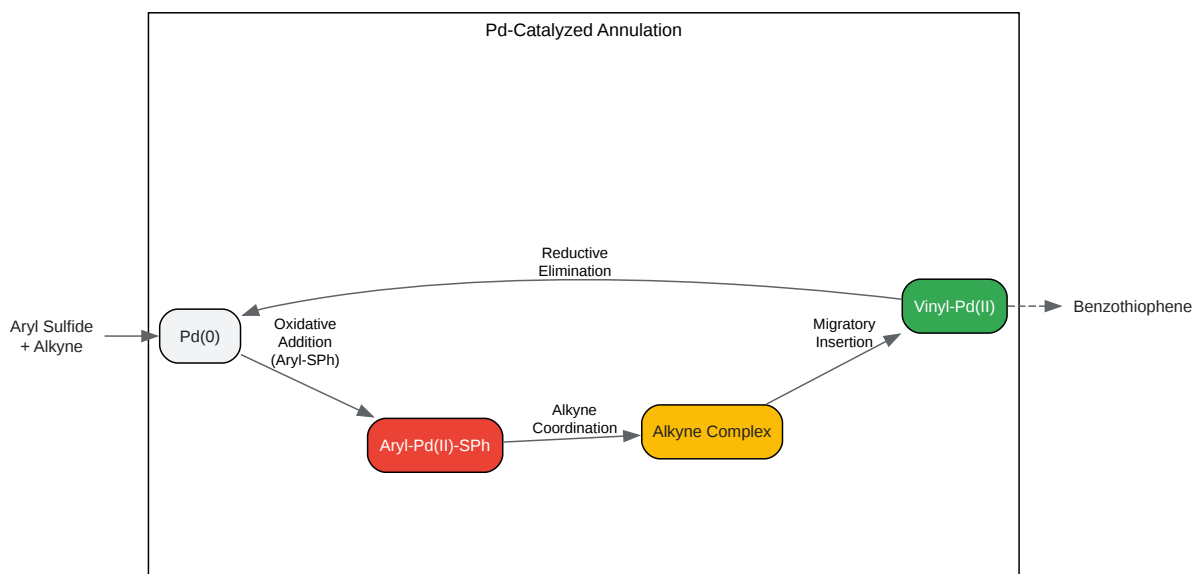 Pd-Catalyzed Annulation
Reductive
Elimination
Vinyl-Pd(II)
Benzothiophene
Aryl Sulfide
+ Alkyne
Pd(0)
Oxidative
Addition
(Aryl-SPh)
Migratory
Insertion
Aryl-Pd(II)-SPh
Alkyne
Coordination
Alkyne Complex